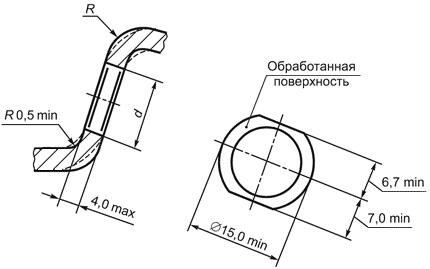 R
R 0,5 min
d
4,0 max
Обработанная
поверхность
6,7 min
7,0 min
∅15,0 min